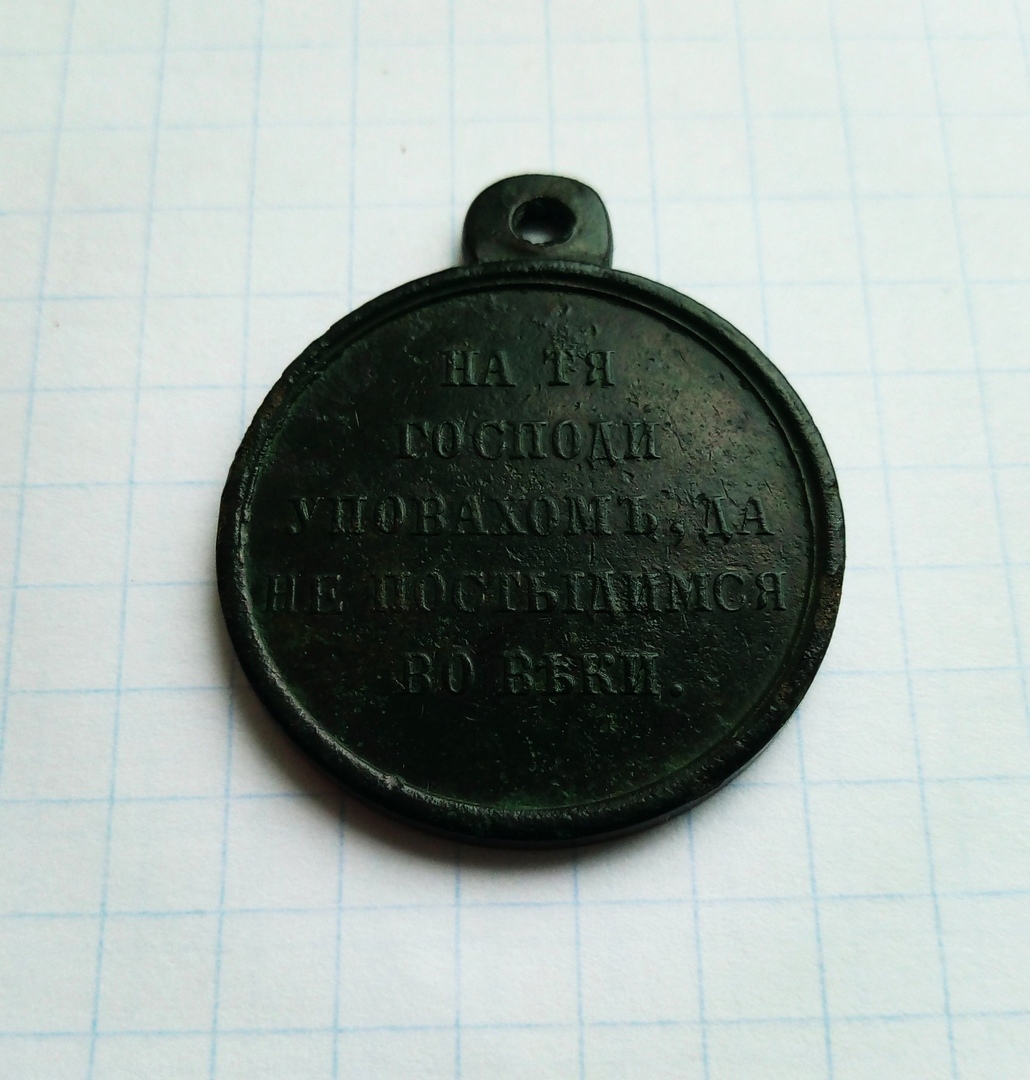 НА ТЯ
ГОСПОДИ
УПОВАХОМЪ, ДА
НЕ ПОСТЫДИМСЯ
ВО ВѢКИ.